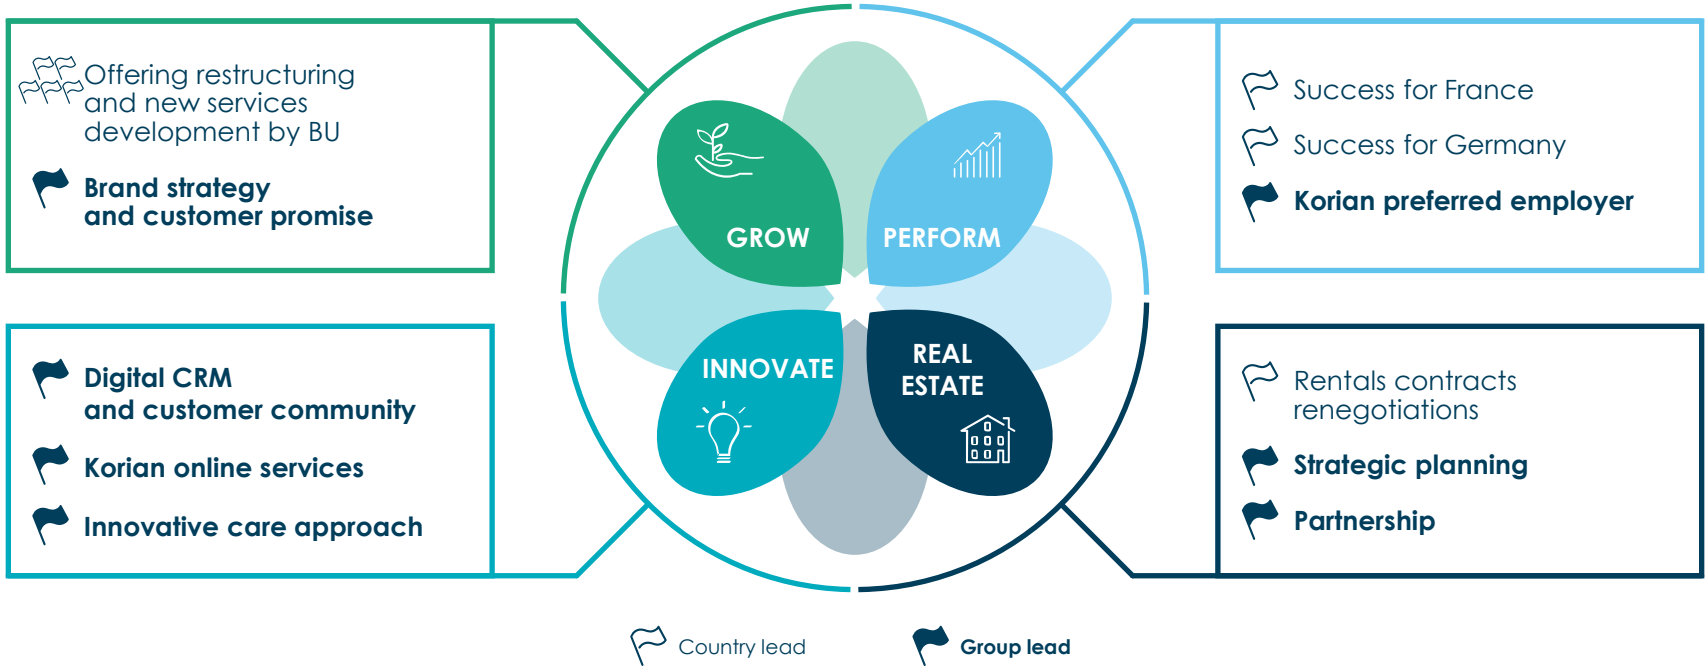 Offering restructuring
and new services
development by BU
Brand strategy
and customer promise
GROW
PERFORM
Success for France
Success for Germany
Korian preferred employer
Digital CRM
and customer community
Korian online services
Innovative care approach
INNOVATE
REAL
ESTATE
Rentals contracts
renegotiations
Strategic planning
Partnership
Country lead
Group lead